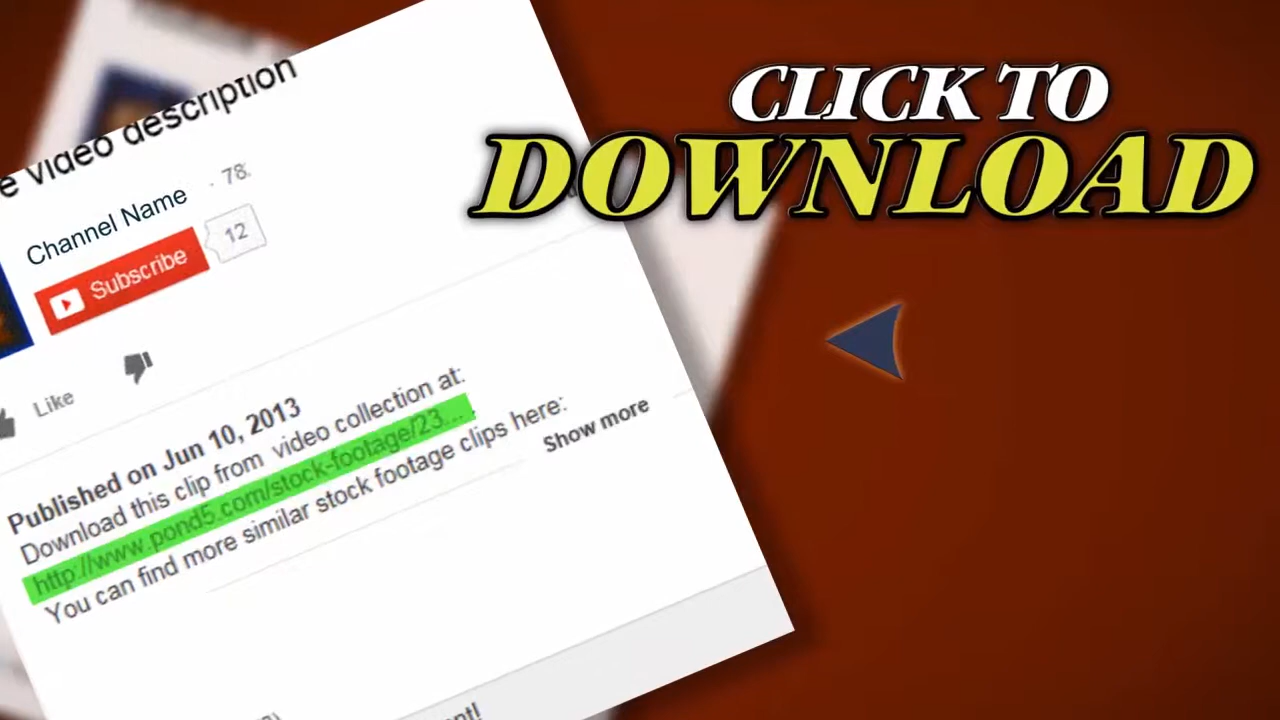 CLICK TO
DOWNLOAD
e video description
Channel Name · 78
Subscribe 12
Like
Published on Jun 10, 2013
Download this clip from video collection at:
http://www.pond5.com/stock-footage/23... .
You can find more similar stock footage clips here:
Show more